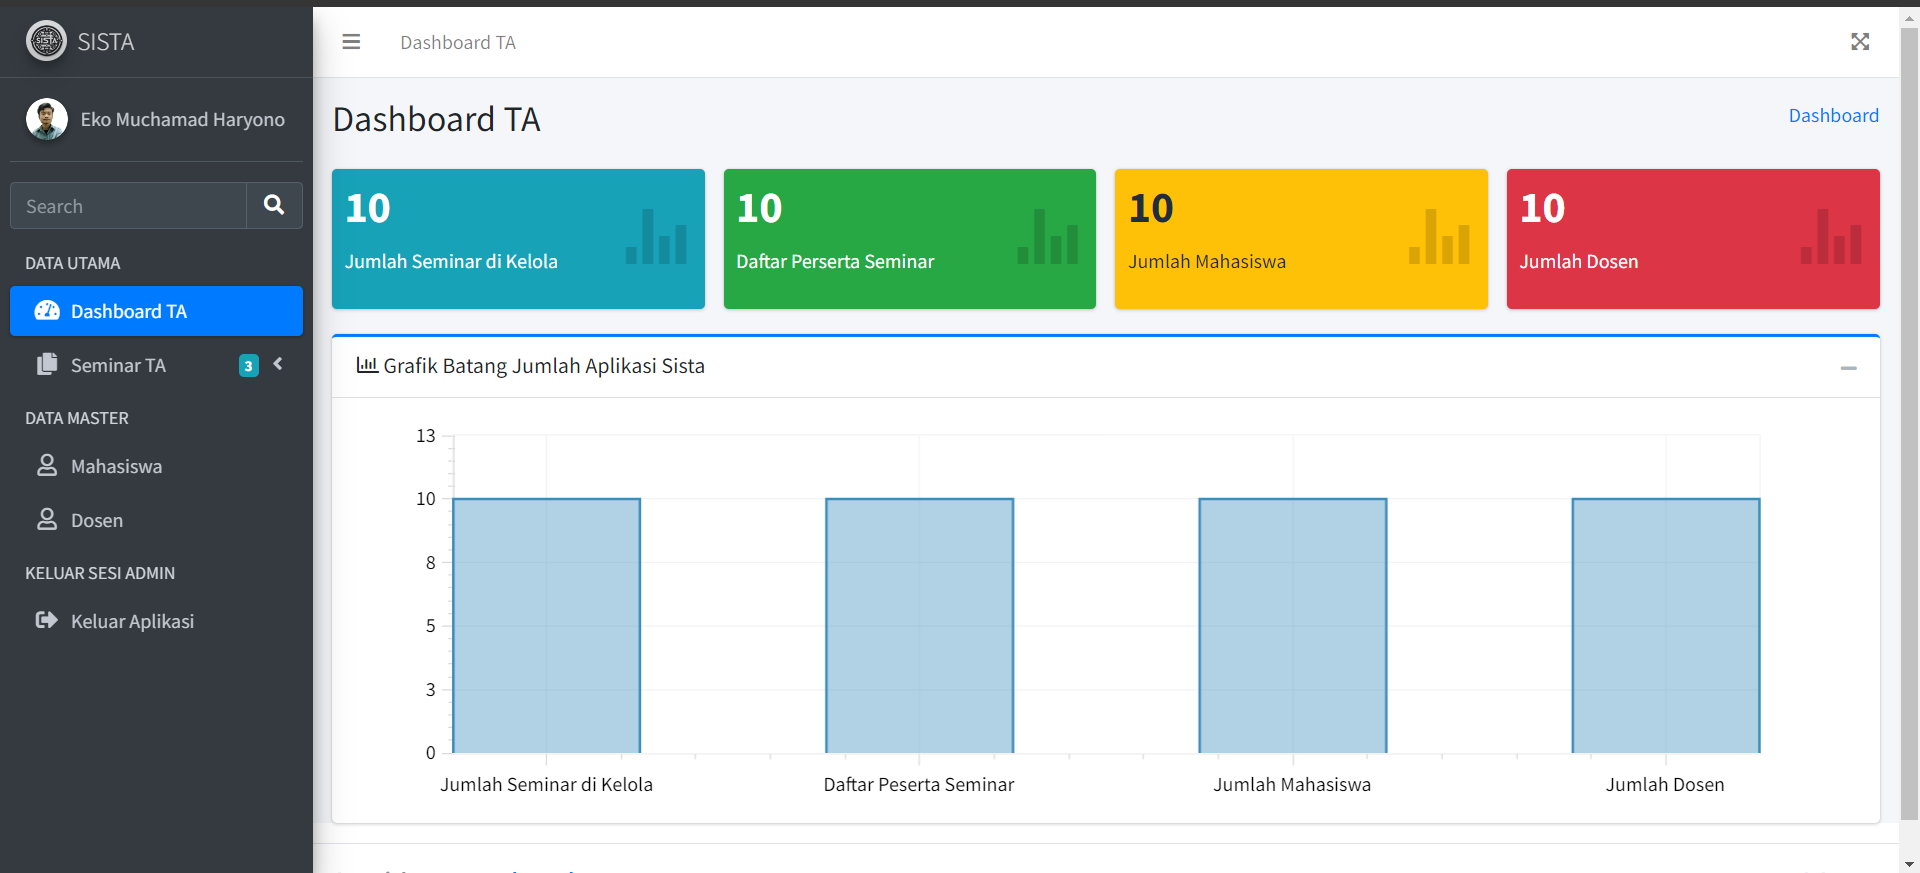 SISTA
Dashboard TA
Eko Muchamad Haryono
Search
DATA UTAMA
Dashboard TA
Seminar TA 3
DATA MASTER
Mahasiswa
Dosen
KELUAR SESI ADMIN
Keluar Aplikasi
Dashboard TA
Dashboard
10
Jumlah Seminar di Kelola
10
Daftar Perserta Seminar
10
Jumlah Mahasiswa
10
Jumlah Dosen
Grafik Batang Jumlah Aplikasi Sista
13
10
8
5
3
0
Jumlah Seminar di Kelola
Daftar Peserta Seminar
Jumlah Mahasiswa
Jumlah Dosen